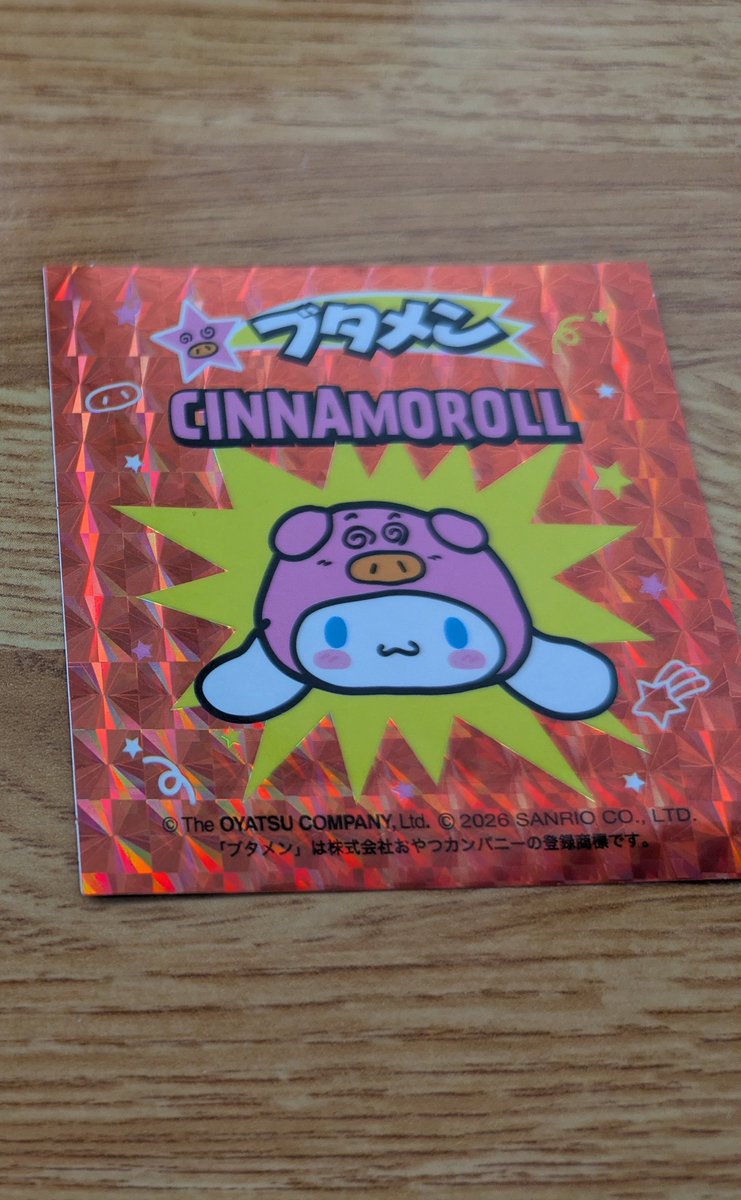 ブタメン
CINNAMOROLL
© The OYATSU COMPANY, Ltd. © 2026 SANRIO CO., LTD.
「ブタメン」は株式会社おやつカンパニーの登録商標です。